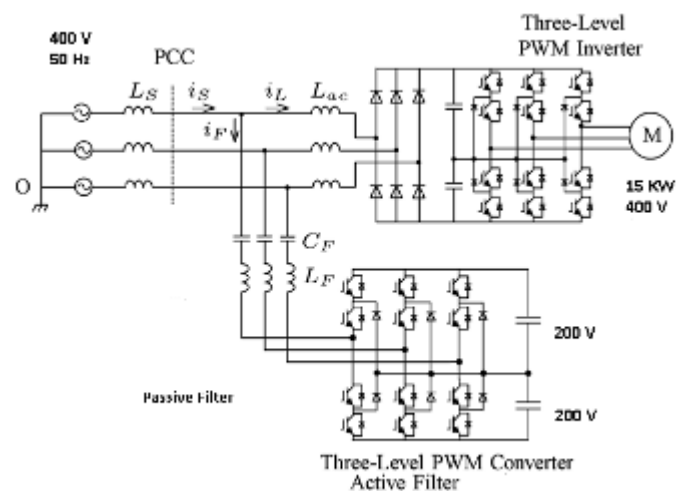 Three-Level
PWM Inverter
400 V
50 Hz
PCC
L_S
i_S
i_L
L_ac
i_F
M
O
15 KW
400 V
C_F
L_F
200 V
200 V
Passive Filter
Three-Level PWM Converter
Active Filter